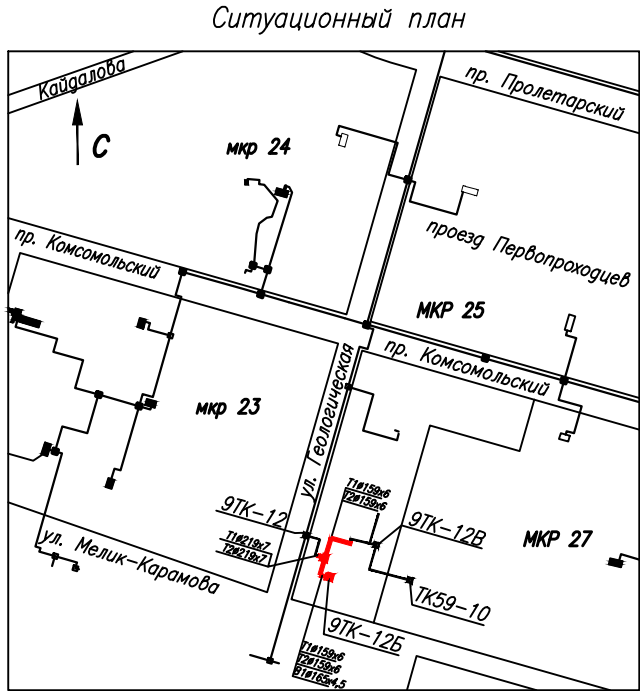 Ситуационный план
Кайдалова
пр. Пролетарский
С
мкр 24
проезд Первопроходцев
пр. Комсомольский
МКР 25
пр. Комсомольский
ул. Геологическая
мкр 23
Т1ø159х6
Т2ø159х6
9ТК-12
9ТК-12В
Т1ø219х7
Т2ø219х7
МКР 27
ул. Мелик-Карамова
ТК59-10
9ТК-12Б
Т1ø159х6
Т2ø159х6
В1ø165х4,5